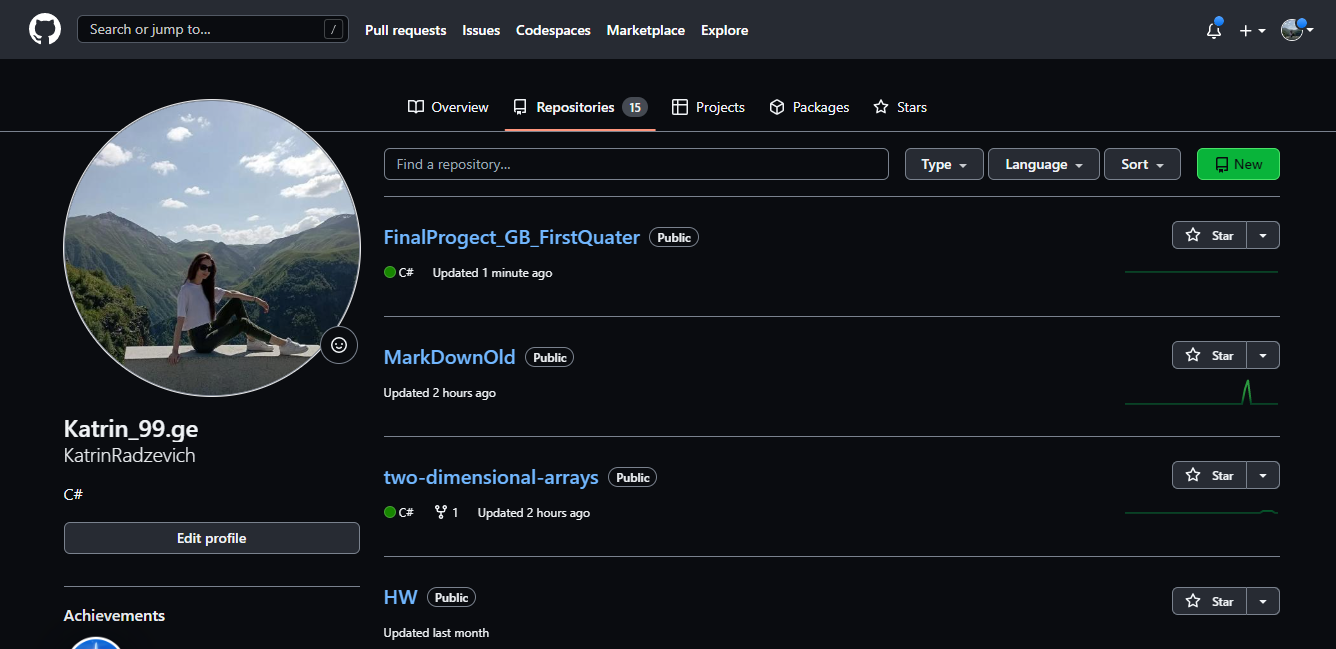 Search or jump to... /
Pull requests Issues Codespaces Marketplace Explore
Overview Repositories 15 Projects Packages Stars
Find a repository... Type Language Sort New
FinalProgect_GB_FirstQuater Public Star
C# Updated 1 minute ago
MarkDownOld Public Star
Updated 2 hours ago
Katrin_99.ge
KatrinRadzevich
C#
Edit profile
Achievements
two-dimensional-arrays Public Star
C# 1 Updated 2 hours ago
HW Public Star
Updated last month